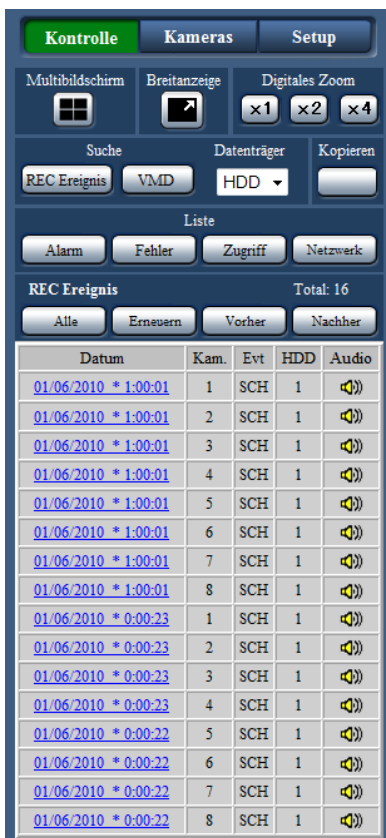 Kontrolle Kameras Setup
Multibildschirm Breitanzeige Digitales Zoom
×1 ×2 ×4
Suche Datenträger Kopieren
REC Ereignis VMD HDD
Liste
Alarm Fehler Zugriff Netzwerk
REC Ereignis Total: 16
Alle Erneuern Vorher Nachher
Datum Kam. Evt HDD Audio
01/06/2010 * 1:00:01 1 SCH 1
01/06/2010 * 1:00:01 2 SCH 1
01/06/2010 * 1:00:01 3 SCH 1
01/06/2010 * 1:00:01 4 SCH 1
01/06/2010 * 1:00:01 5 SCH 1
01/06/2010 * 1:00:01 6 SCH 1
01/06/2010 * 1:00:01 7 SCH 1
01/06/2010 * 1:00:01 8 SCH 1
01/06/2010 * 0:00:23 1 SCH 1
01/06/2010 * 0:00:23 2 SCH 1
01/06/2010 * 0:00:23 3 SCH 1
01/06/2010 * 0:00:23 4 SCH 1
01/06/2010 * 0:00:22 5 SCH 1
01/06/2010 * 0:00:22 6 SCH 1
01/06/2010 * 0:00:22 7 SCH 1
01/06/2010 * 0:00:22 8 SCH 1